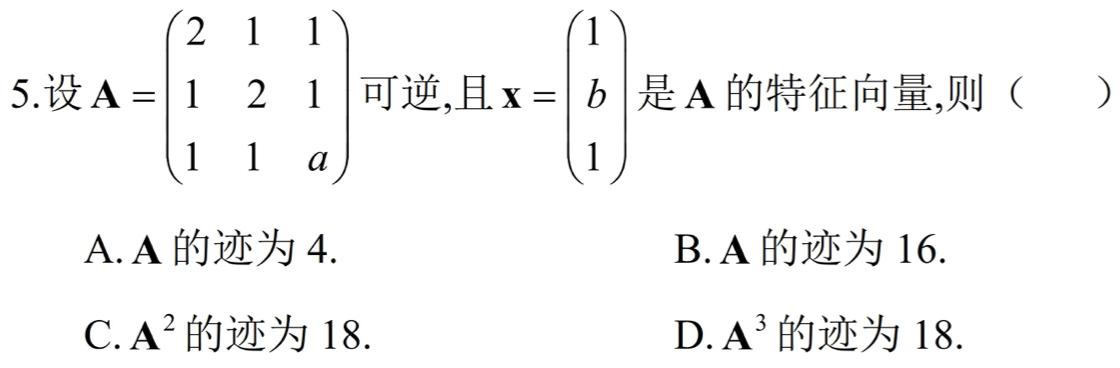 5.设 A = (2 1 1; 1 2 1; 1 1 a) 可逆,且 x = (1; b; 1) 是 A 的特征向量,则（　　）
A. A 的迹为 4.　　B. A 的迹为 16.
C. A² 的迹为 18.　　D. A³ 的迹为 18.